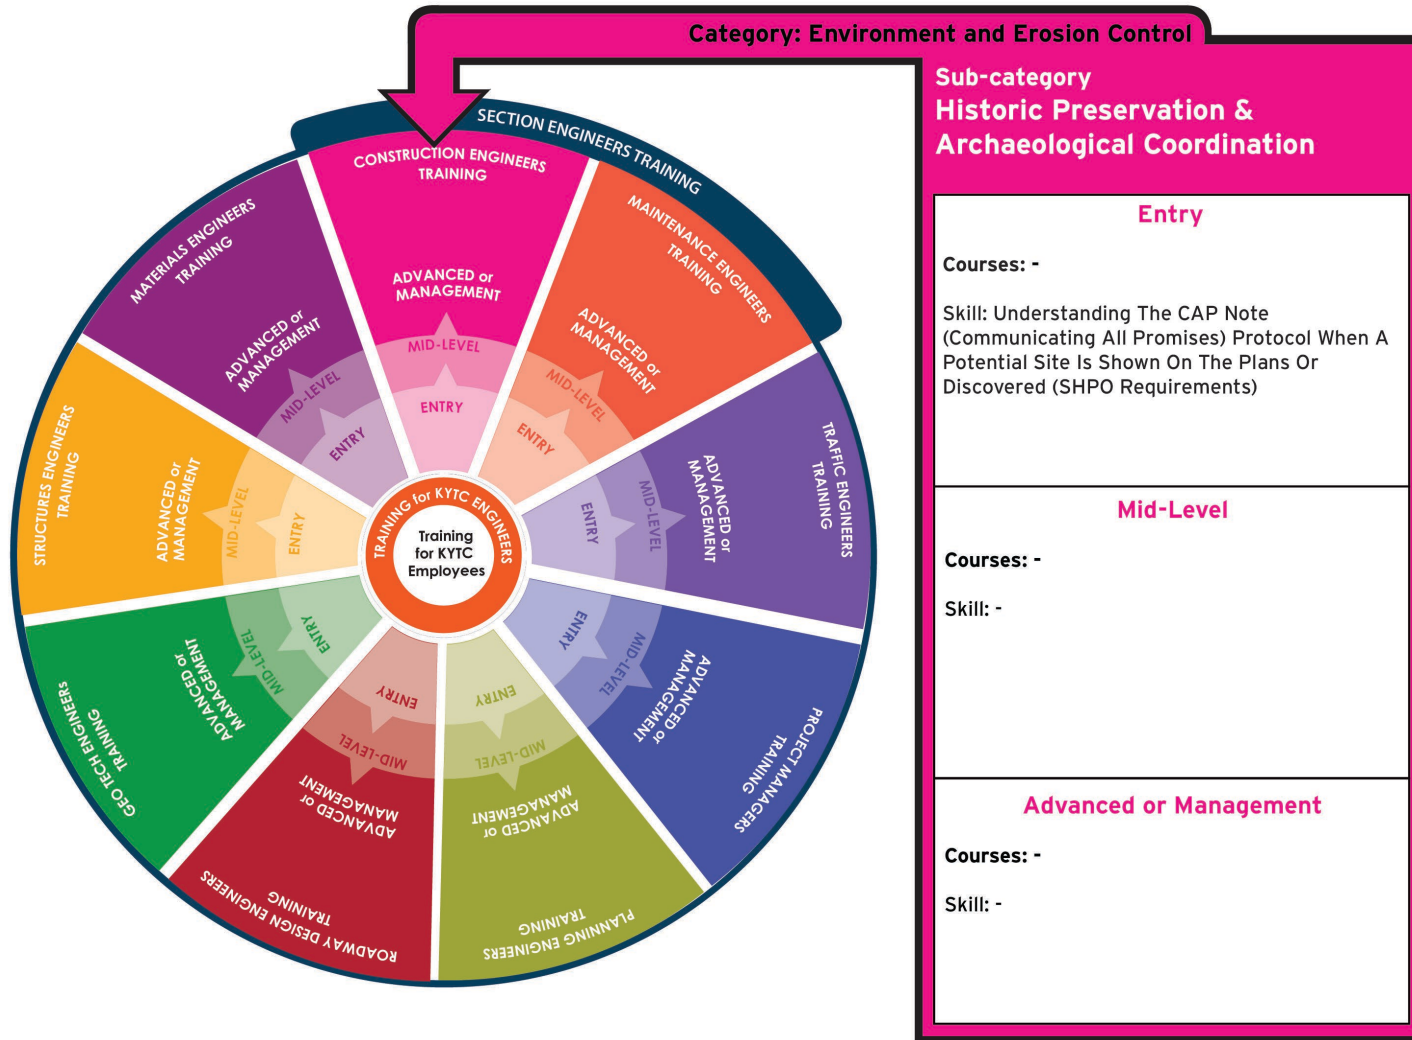 Category: Environment and Erosion Control
Sub-category
Historic Preservation &
Archaeological Coordination
Entry
Courses: -
Skill: Understanding The CAP Note
(Communicating All Promises) Protocol When A
Potential Site Is Shown On The Plans Or
Discovered (SHPO Requirements)
Mid-Level
Courses: -
Skill: -
Advanced or Management
Courses: -
Skill: -
SECTION ENGINEERS TRAINING
CONSTRUCTION ENGINEERS
TRAINING
ADVANCED or
MANAGEMENT
MID-LEVEL
ENTRY
MAINTENANCE ENGINEERS
TRAINING
ADVANCED or
MANAGEMENT
MID-LEVEL
ENTRY
TRAFFIC ENGINEERS
TRAINING
ADVANCED or
MANAGEMENT
MID-LEVEL
ENTRY
PROJECT MANAGERS
TRAINING
ADVANCED or
MANAGEMENT
MID-LEVEL
ENTRY
PLANNING ENGINEERS
TRAINING
ADVANCED or
MANAGEMENT
MID-LEVEL
ENTRY
ROADWAY DESIGN ENGINEERS
TRAINING
ADVANCED or
MANAGEMENT
MID-LEVEL
ENTRY
GEO TECH ENGINEERs
TRAINING
ADVANCED or
MANAGEMENT
MID-LEVEL
ENTRY
STRUCTURES ENGINEERS
TRAINING
ADVANCED or
MANAGEMENT
MID-LEVEL
ENTRY
MATERIALS ENGINEERS
TRAINING
ADVANCED or
MANAGEMENT
MID-LEVEL
ENTRY
TRAINING for KYTC ENGINEERS
Training
for KYTC
Employees